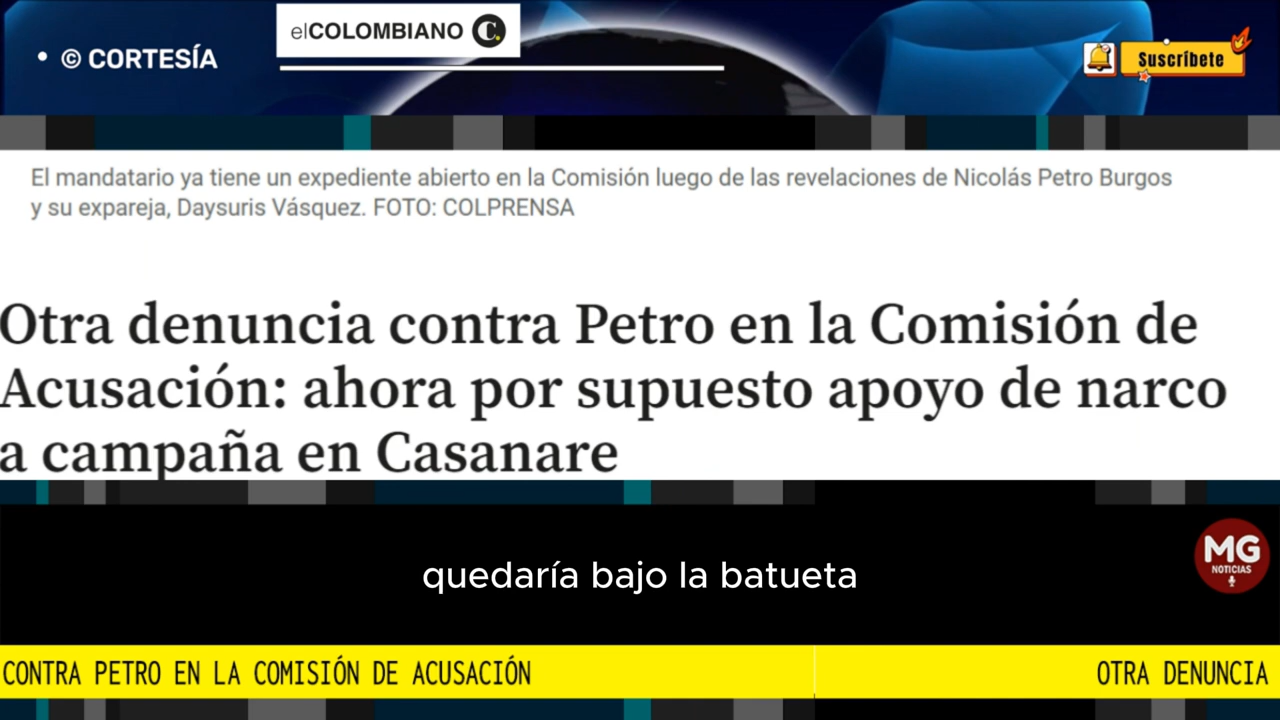 elCOLOMBIANO C.
• © CORTESÍA
Suscríbete
El mandatario ya tiene un expediente abierto en la Comisión luego de las revelaciones de Nicolás Petro Burgos
y su expareja, Daysuris Vásquez. FOTO: COLPRENSA
Otra denuncia contra Petro en la Comisión de
Acusación: ahora por supuesto apoyo de narco
a campaña en Casanare
quedaría bajo la batueta
MG
NOTICIAS
CONTRA PETRO EN LA COMISIÓN DE ACUSACIÓN
OTRA DENUNCIA